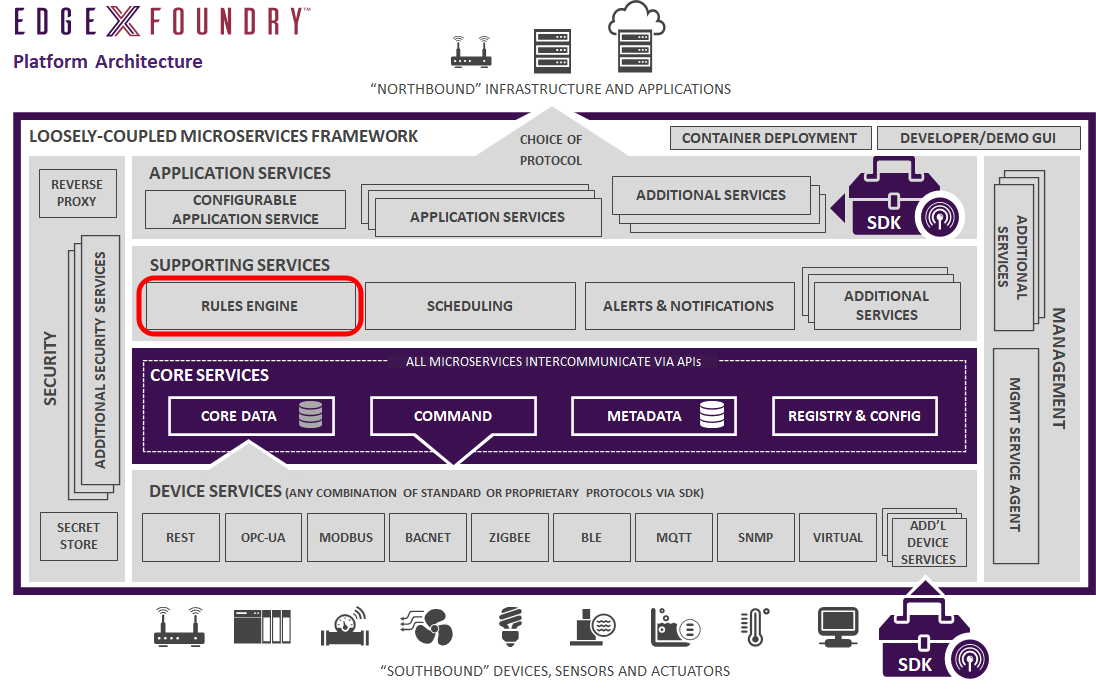 EDGE X FOUNDRY™
Platform Architecture
“NORTHBOUND” INFRASTRUCTURE AND APPLICATIONS
LOOSELY-COUPLED MICROSERVICES FRAMEWORK
CHOICE OF
PROTOCOL
CONTAINER DEPLOYMENT
DEVELOPER/DEMO GUI
REVERSE
PROXY
SECURITY
ADDITIONAL SECURITY SERVICES
SECRET
STORE
APPLICATION SERVICES
CONFIGURABLE
APPLICATION SERVICE
APPLICATION SERVICES
ADDITIONAL SERVICES
SDK
SUPPORTING SERVICES
RULES ENGINE
SCHEDULING
ALERTS & NOTIFICATIONS
ADDITIONAL
SERVICES
ALL MICROSERVICES INTERCOMMUNICATE VIA APIs
CORE SERVICES
CORE DATA
COMMAND
METADATA
REGISTRY & CONFIG
DEVICE SERVICES (ANY COMBINATION OF STANDARD OR PROPRIETARY PROTOCOLS VIA SDK)
REST
OPC-UA
MODBUS
BACNET
ZIGBEE
BLE
MQTT
SNMP
VIRTUAL
ADD’L
DEVICE
SERVICES
ADDITIONAL
SERVICES
MANAGEMENT
MGMT SERVICE AGENT
“SOUTHBOUND” DEVICES, SENSORS AND ACTUATORS
SDK